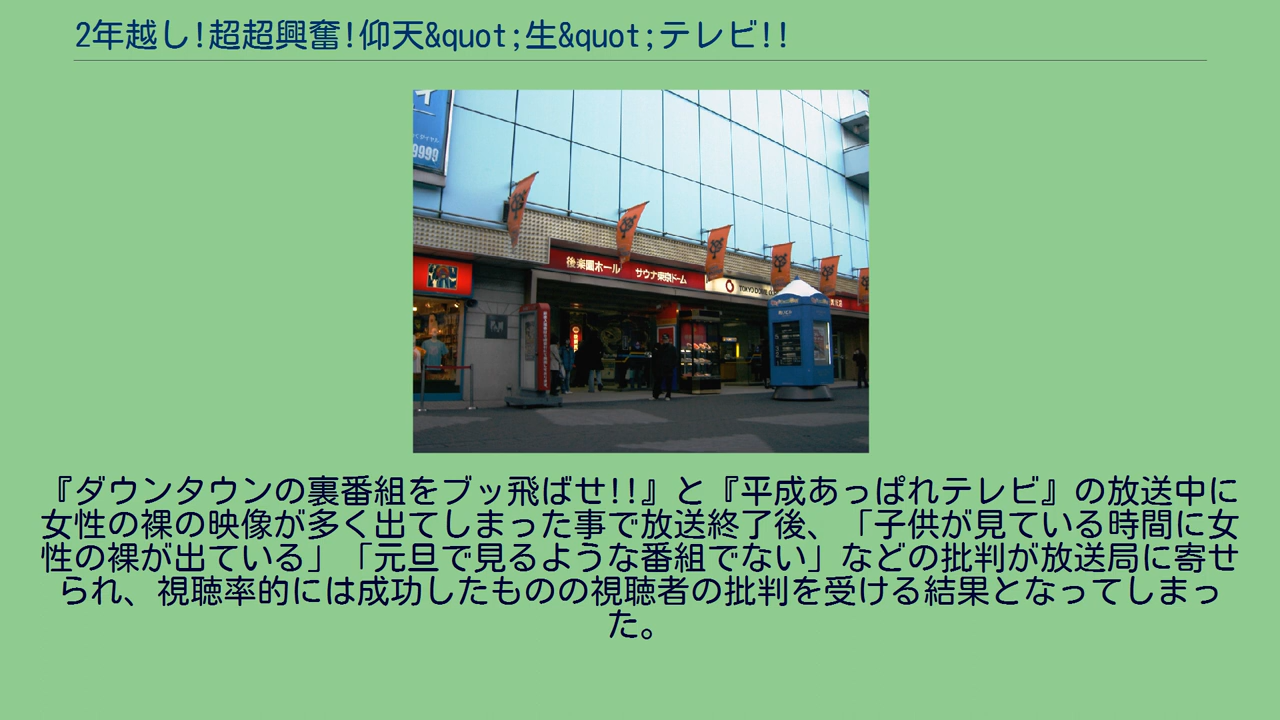 2年越し!超超興奮!仰天&quot;生&quot;テレビ!!
9999
後楽園ホール サウナ東京ドーム
TOKYO DOME
『ダウンタウンの裏番組をブッ飛ばせ!!』と『平成あっぱれテレビ』の放送中に
女性の裸の映像が多く出てしまった事で放送終了後、「子供が見ている時間に女
性の裸が出ている」「元旦で見るような番組でない」などの批判が放送局に寄せ
られ、視聴率的には成功したものの視聴者の批判を受ける結果となってしまっ
た。